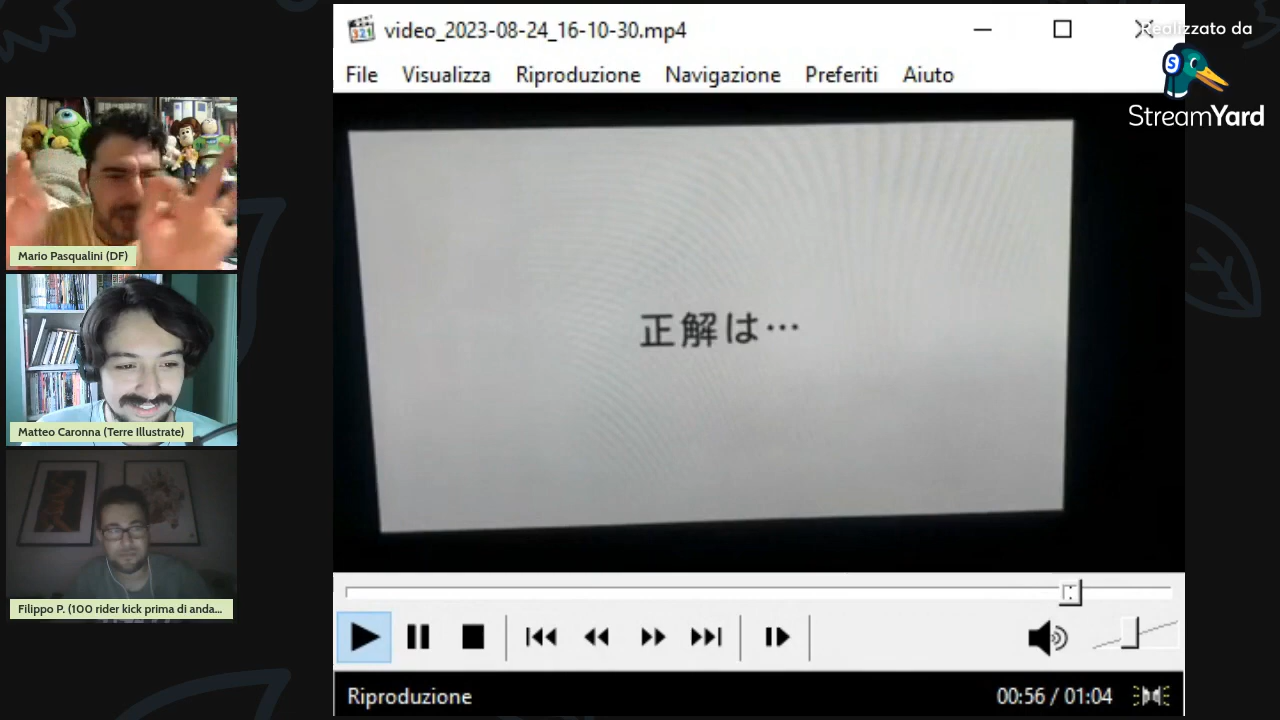 video_2023-08-24_16-10-30.mp4
Realizzato da
File Visualizza Riproduzione Navigazione Preferiti Aiuto
StreamYard
Mario Pasqualini (DF)
正解は…
Matteo Caronna (Terre Illustrate)
Filippo P. (100 rider kick prima di anda...
Riproduzione
00:56 / 01:04